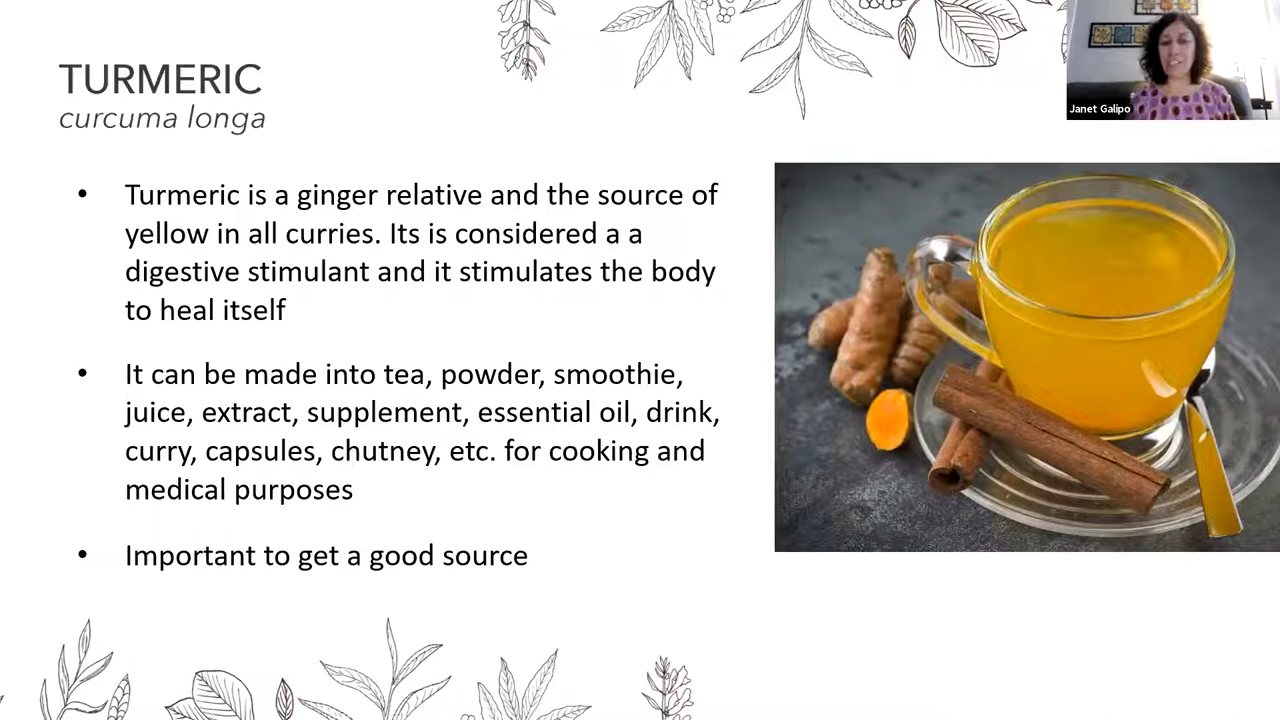 TURMERIC
curcuma longa
Janet Galipo
• Turmeric is a ginger relative and the source of
yellow in all curries. Its is considered a a
digestive stimulant and it stimulates the body
to heal itself
• It can be made into tea, powder, smoothie,
juice, extract, supplement, essential oil, drink,
curry, capsules, chutney, etc. for cooking and
medical purposes
• Important to get a good source